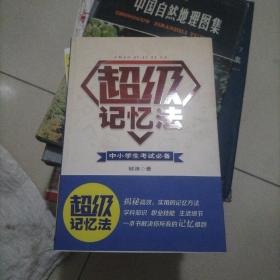 中国自然地理图集
超级
记忆法
中小学生考试必备
超级
记忆法
揭秘高效、实用的记忆方法
学科知识 职业技能 生活细节
一本书解决你所有的记忆难题